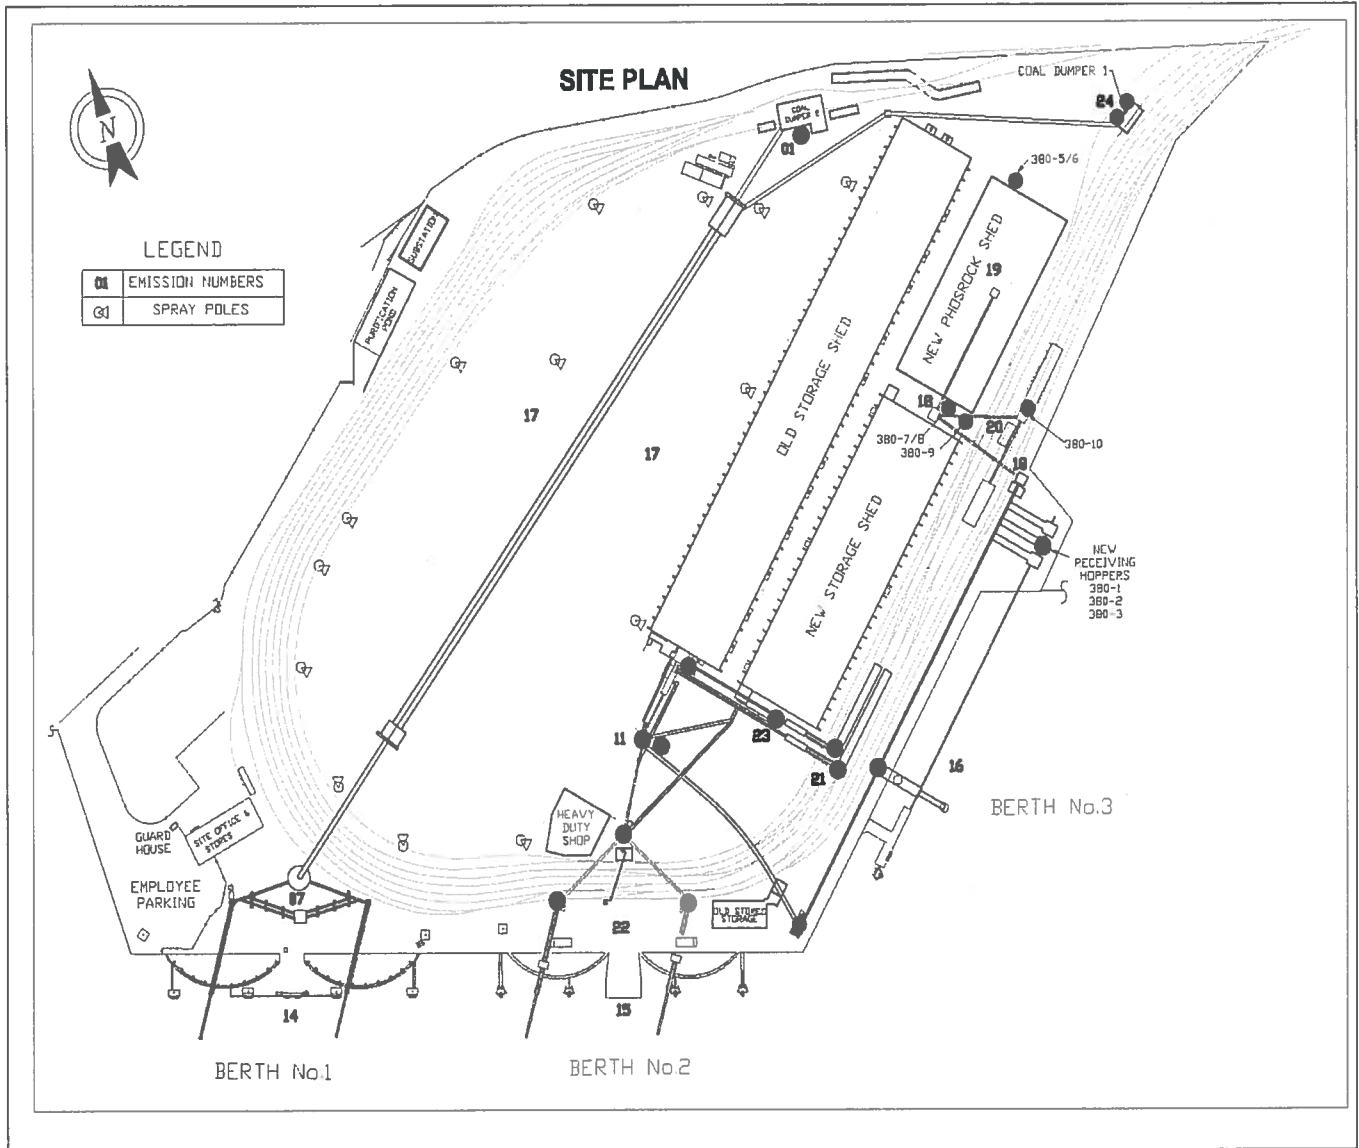 SITE PLAN
N
COAL DUMPER 1
24
COAL
DUMPER 2
01
380-5/6
SUBSTATION
LEGEND
01 EMISSION NUMBERS
SPRAY POLES
PURIFICATION
POND
NEW PHOSROCK SHED
19
OLD STORAGE SHED
17
17
18
20
380-7/8
380-9
380-10
18
NEW STORAGE SHED
NEW
RECEIVING
HOPPERS
380-1
380-2
380-3
11
23
21
16
BERTH No.3
HEAVY
DUTY
SHOP
7
GUARD
HOUSE
SITE OFFICE &
STORES
EMPLOYEE
PARKING
07
22
OLD STORES
STORAGE
14
15
BERTH No.1
BERTH No.2